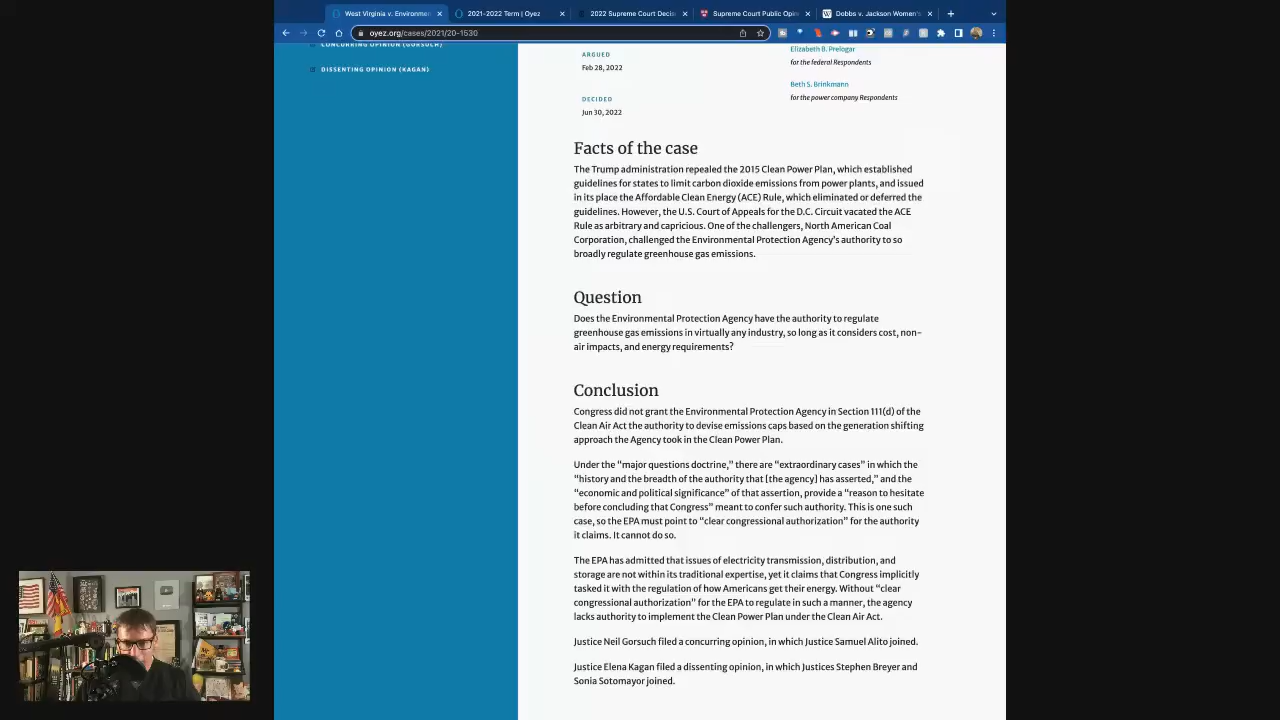 West Virginia v. Environmen
2021-2022 Term | Oyez
2022 Supreme Court Decisi
Supreme Court Public Opini
Dobbs v. Jackson Women's
oyez.org/cases/2021/20-1530
CONCURRING OPINION (GORSUCH)
DISSENTING OPINION (KAGAN)
ARGUED
Feb 28, 2022
DECIDED
Jun 30, 2022
Elizabeth B. Prelogar
for the federal Respondents
Beth S. Brinkmann
for the power company Respondents
Facts of the case
The Trump administration repealed the 2015 Clean Power Plan, which established
guidelines for states to limit carbon dioxide emissions from power plants, and issued
in its place the Affordable Clean Energy (ACE) Rule, which eliminated or deferred the
guidelines. However, the U.S. Court of Appeals for the D.C. Circuit vacated the ACE
Rule as arbitrary and capricious. One of the challengers, North American Coal
Corporation, challenged the Environmental Protection Agency's authority to so
broadly regulate greenhouse gas emissions.
Question
Does the Environmental Protection Agency have the authority to regulate
greenhouse gas emissions in virtually any industry, so long as it considers cost, non-
air impacts, and energy requirements?
Conclusion
Congress did not grant the Environmental Protection Agency in Section 111(d) of the
Clean Air Act the authority to devise emissions caps based on the generation shifting
approach the Agency took in the Clean Power Plan.
Under the “major questions doctrine,” there are “extraordinary cases” in which the
“history and the breadth of the authority that [the agency] has asserted,” and the
“economic and political significance” of that assertion, provide a “reason to hesitate
before concluding that Congress” meant to confer such authority. This is one such
case, so the EPA must point to “clear congressional authorization” for the authority
it claims. It cannot do so.
The EPA has admitted that issues of electricity transmission, distribution, and
storage are not within its traditional expertise, yet it claims that Congress implicitly
tasked it with the regulation of how Americans get their energy. Without “clear
congressional authorization” for the EPA to regulate in such a manner, the agency
lacks authority to implement the Clean Power Plan under the Clean Air Act.
Justice Neil Gorsuch filed a concurring opinion, in which Justice Samuel Alito joined.
Justice Elena Kagan filed a dissenting opinion, in which Justices Stephen Breyer and
Sonia Sotomayor joined.